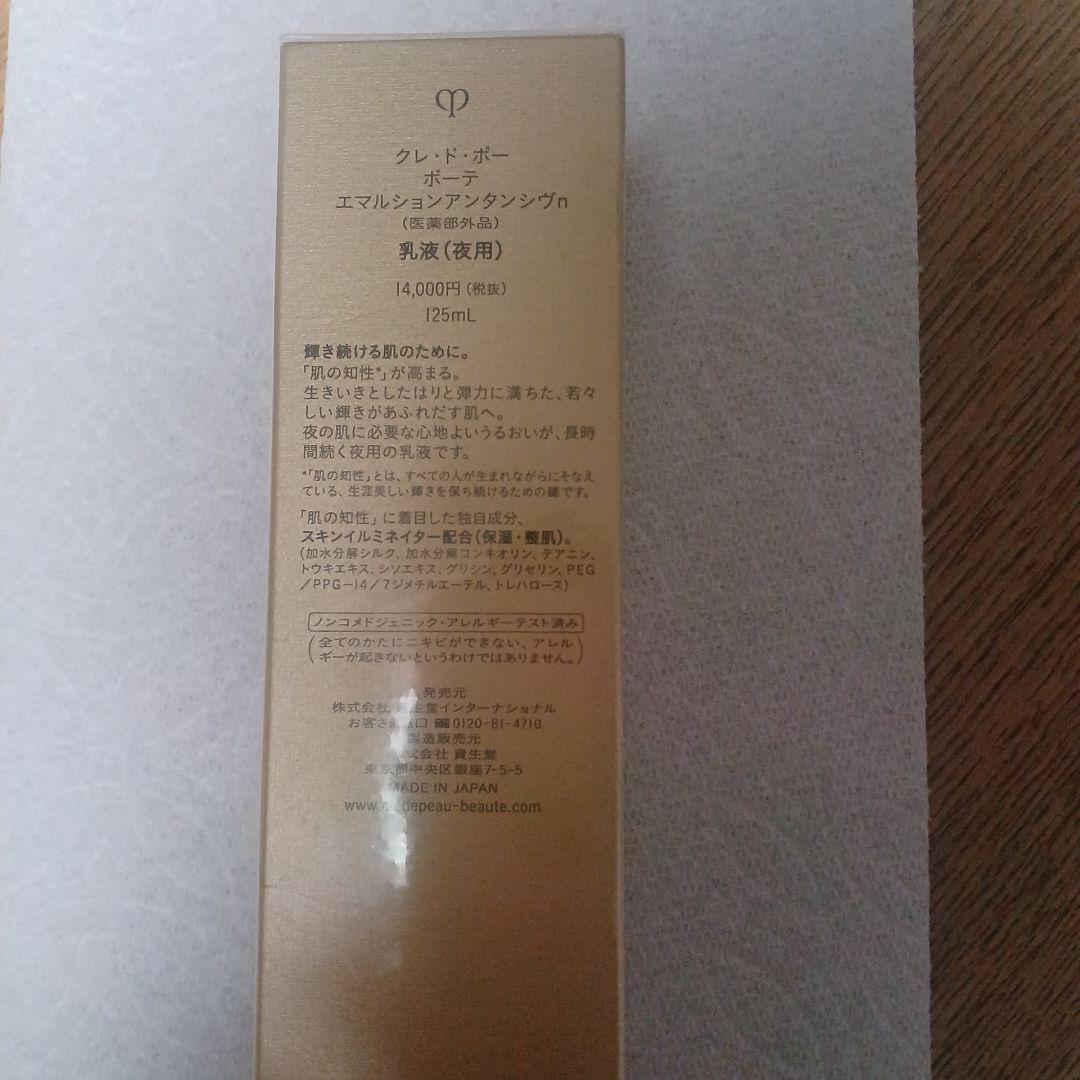 クレ・ド・ポー
ボーテ
エマルションアンタンシヴn
（医薬部外品）
乳液（夜用）
14,000円（税抜）
125mL
輝き続ける肌のために。
「肌の知性*」が高まる。
生きいきとしたはりと弾力に満ちた、若々
しい輝きがあふれだす肌へ。
夜の肌に必要な心地よいうるおいが、長時
間続く夜用の乳液です。
*「肌の知性」とは、すべての人が生まれながらにそなえ
ている、生涯美しい輝きを保ち続けるための鍵です。
「肌の知性」に着目した独自成分、
スキンイルミネイター配合（保湿・整肌）。
（加水分解シルク、加水分解コンキオリン、テアニン、
トウキエキス、シソエキス、グリシン、グリセリン、PEG
／PPG－14／7ジメチルエーテル、トレハロース）
ノンコメドジェニック・アレルギーテスト済み
（全てのかたにニキビができない、アレル
ギーが起きないというわけではありません。）
発売元
株式会社 生堂インターナショナル
お客さ 口 0120-81-4710
製造販売元
式会社 資生堂
東京都中央区銀座7-5-5
MADE IN JAPAN
www.cledepeau-beaute.com